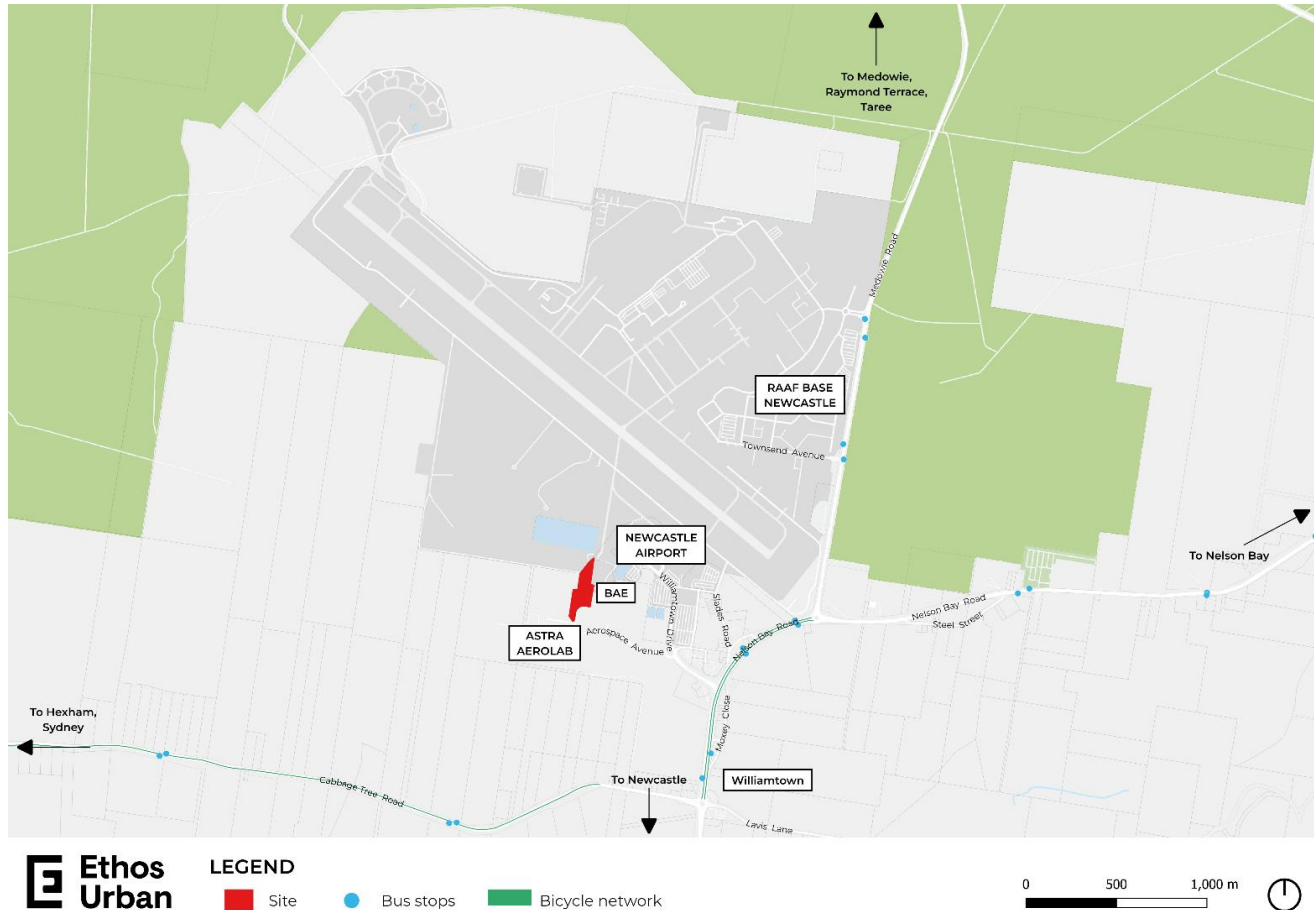 To Medowie,
Raymond Terrace,
Taree
Medowie Road
RAAF BASE
NEWCASTLE
Townsend Avenue
NEWCASTLE
AIRPORT
To Nelson Bay
BAE
Williamtown Drive
Slades Road
Nelson Bay Road
Steel Street
ASTRA
AEROLAB
Aerospace Avenue
Nelson Bay Road
To Hexham,
Sydney
Moxey Close
To Newcastle
Williamtown
Cabbage Tree Road
Lavis Lane
Ethos
Urban
LEGEND
Site
Bus stops
Bicycle network
0 500 1,000 m